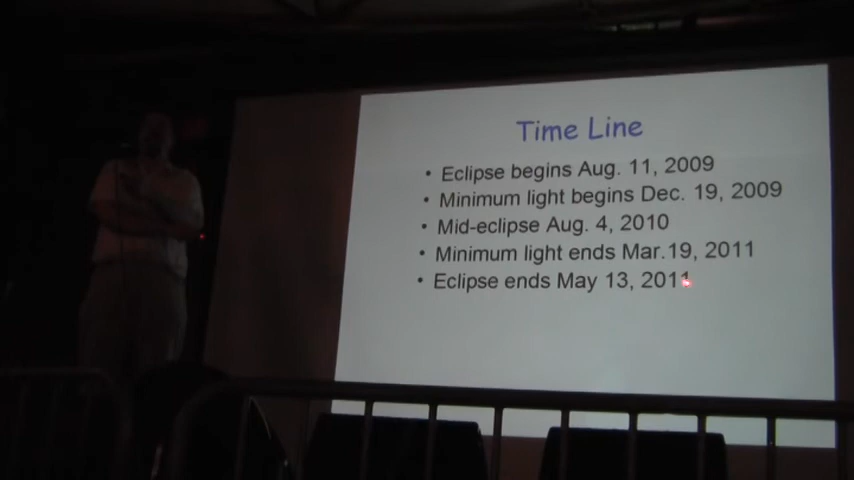 Time Line
• Eclipse begins Aug. 11, 2009
• Minimum light begins Dec. 19, 2009
• Mid-eclipse Aug. 4, 2010
• Minimum light ends Mar.19, 2011
• Eclipse ends May 13, 2011